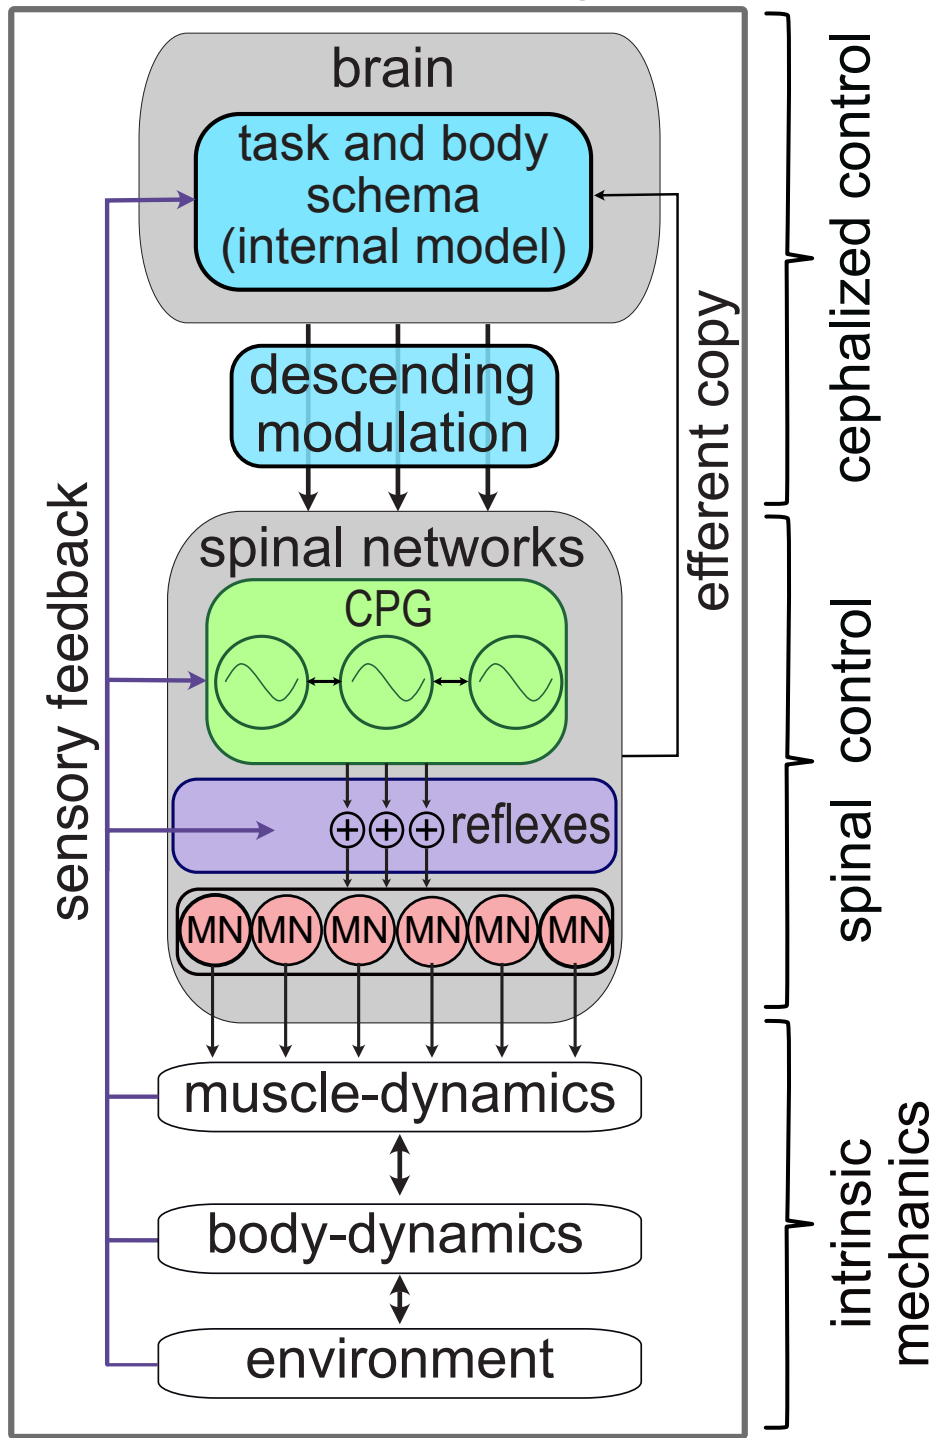 brain
task and body
schema
(internal model)
descending
modulation
spinal networks
CPG
+ + +
reflexes
MN MN MN MN MN MN
muscle-dynamics
body-dynamics
environment
sensory feedback
efferent copy
cephalized control
spinal control
intrinsic
mechanics